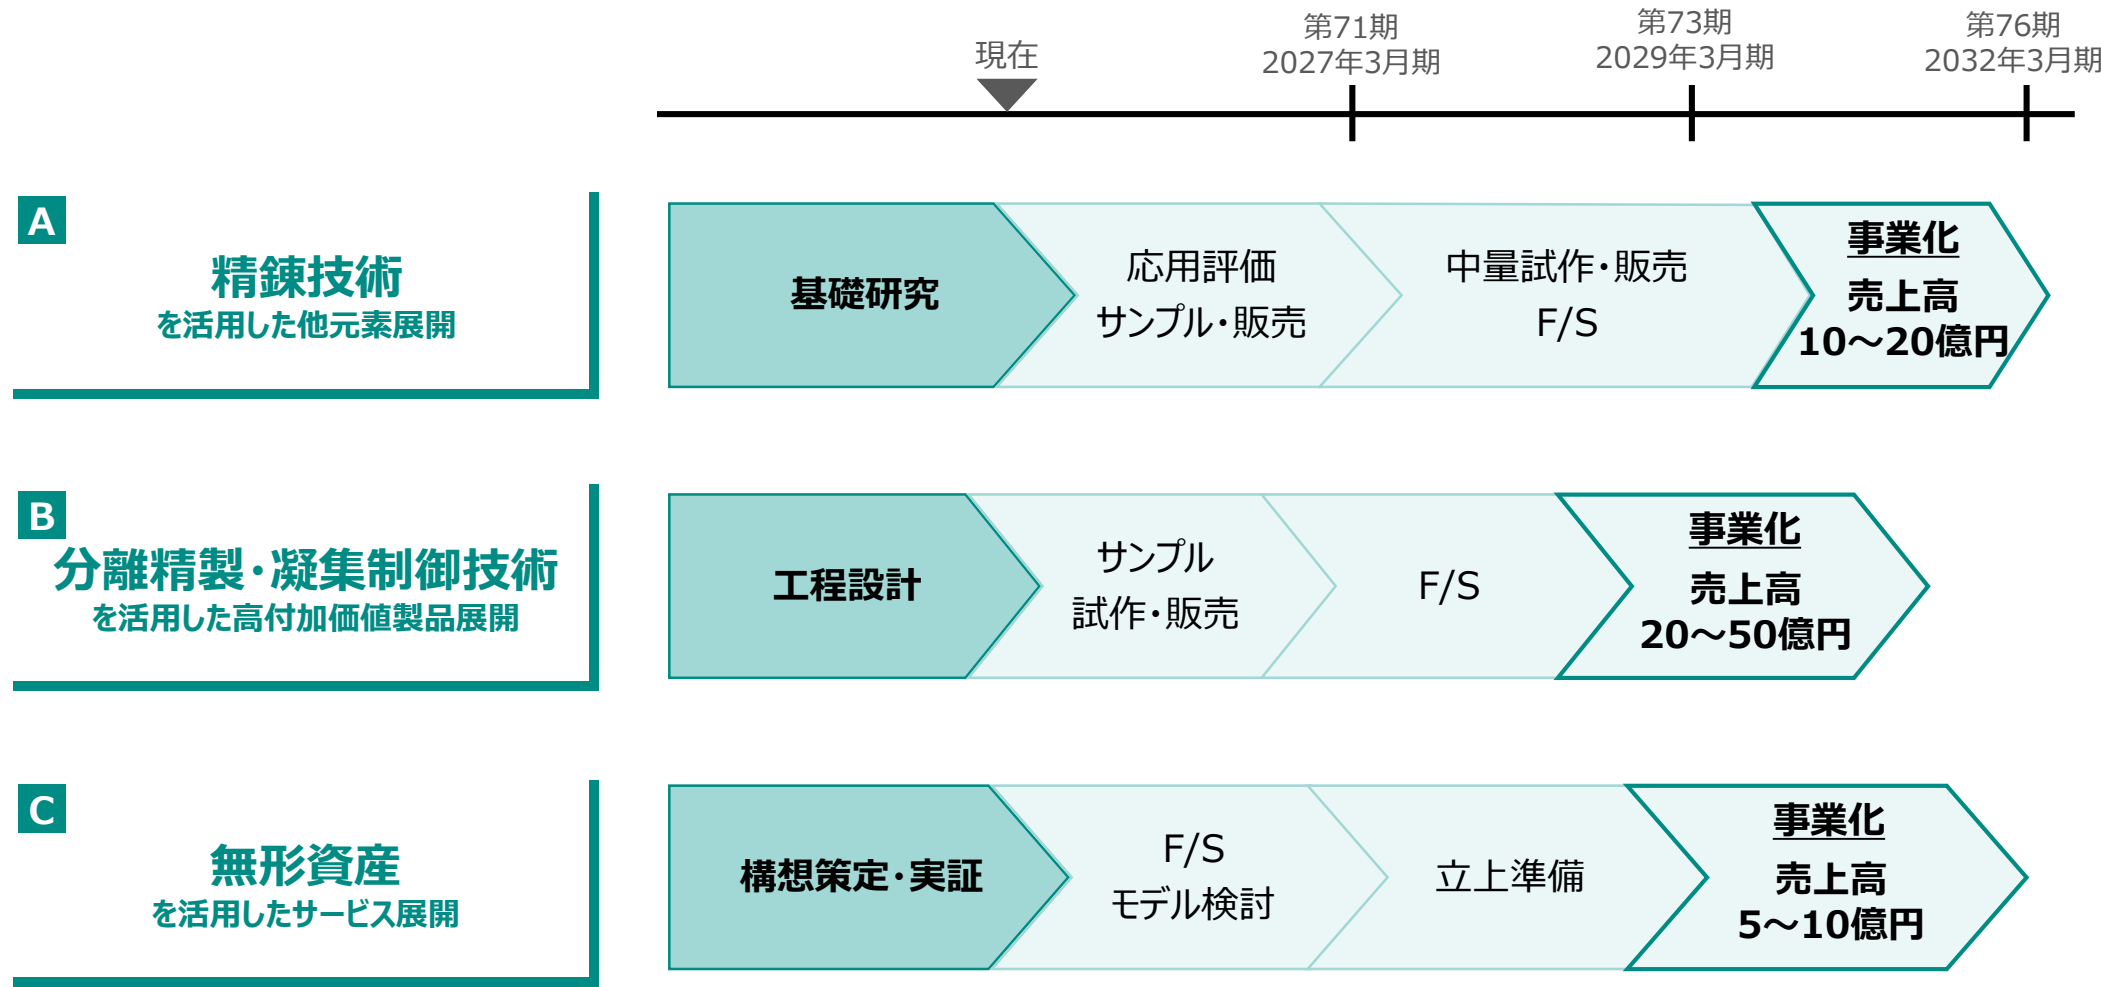 現在
第71期
2027年3月期
第73期
2029年3月期
第76期
2032年3月期
A
精錬技術
を活用した他元素展開
基礎研究
応用評価
サンプル・販売
中量試作・販売
F/S
事業化
売上高
10～20億円
B
分離精製・凝集制御技術
を活用した高付加価値製品展開
工程設計
サンプル
試作・販売
F/S
事業化
売上高
20～50億円
C
無形資産
を活用したサービス展開
構想策定・実証
F/S
モデル検討
立上準備
事業化
売上高
5～10億円